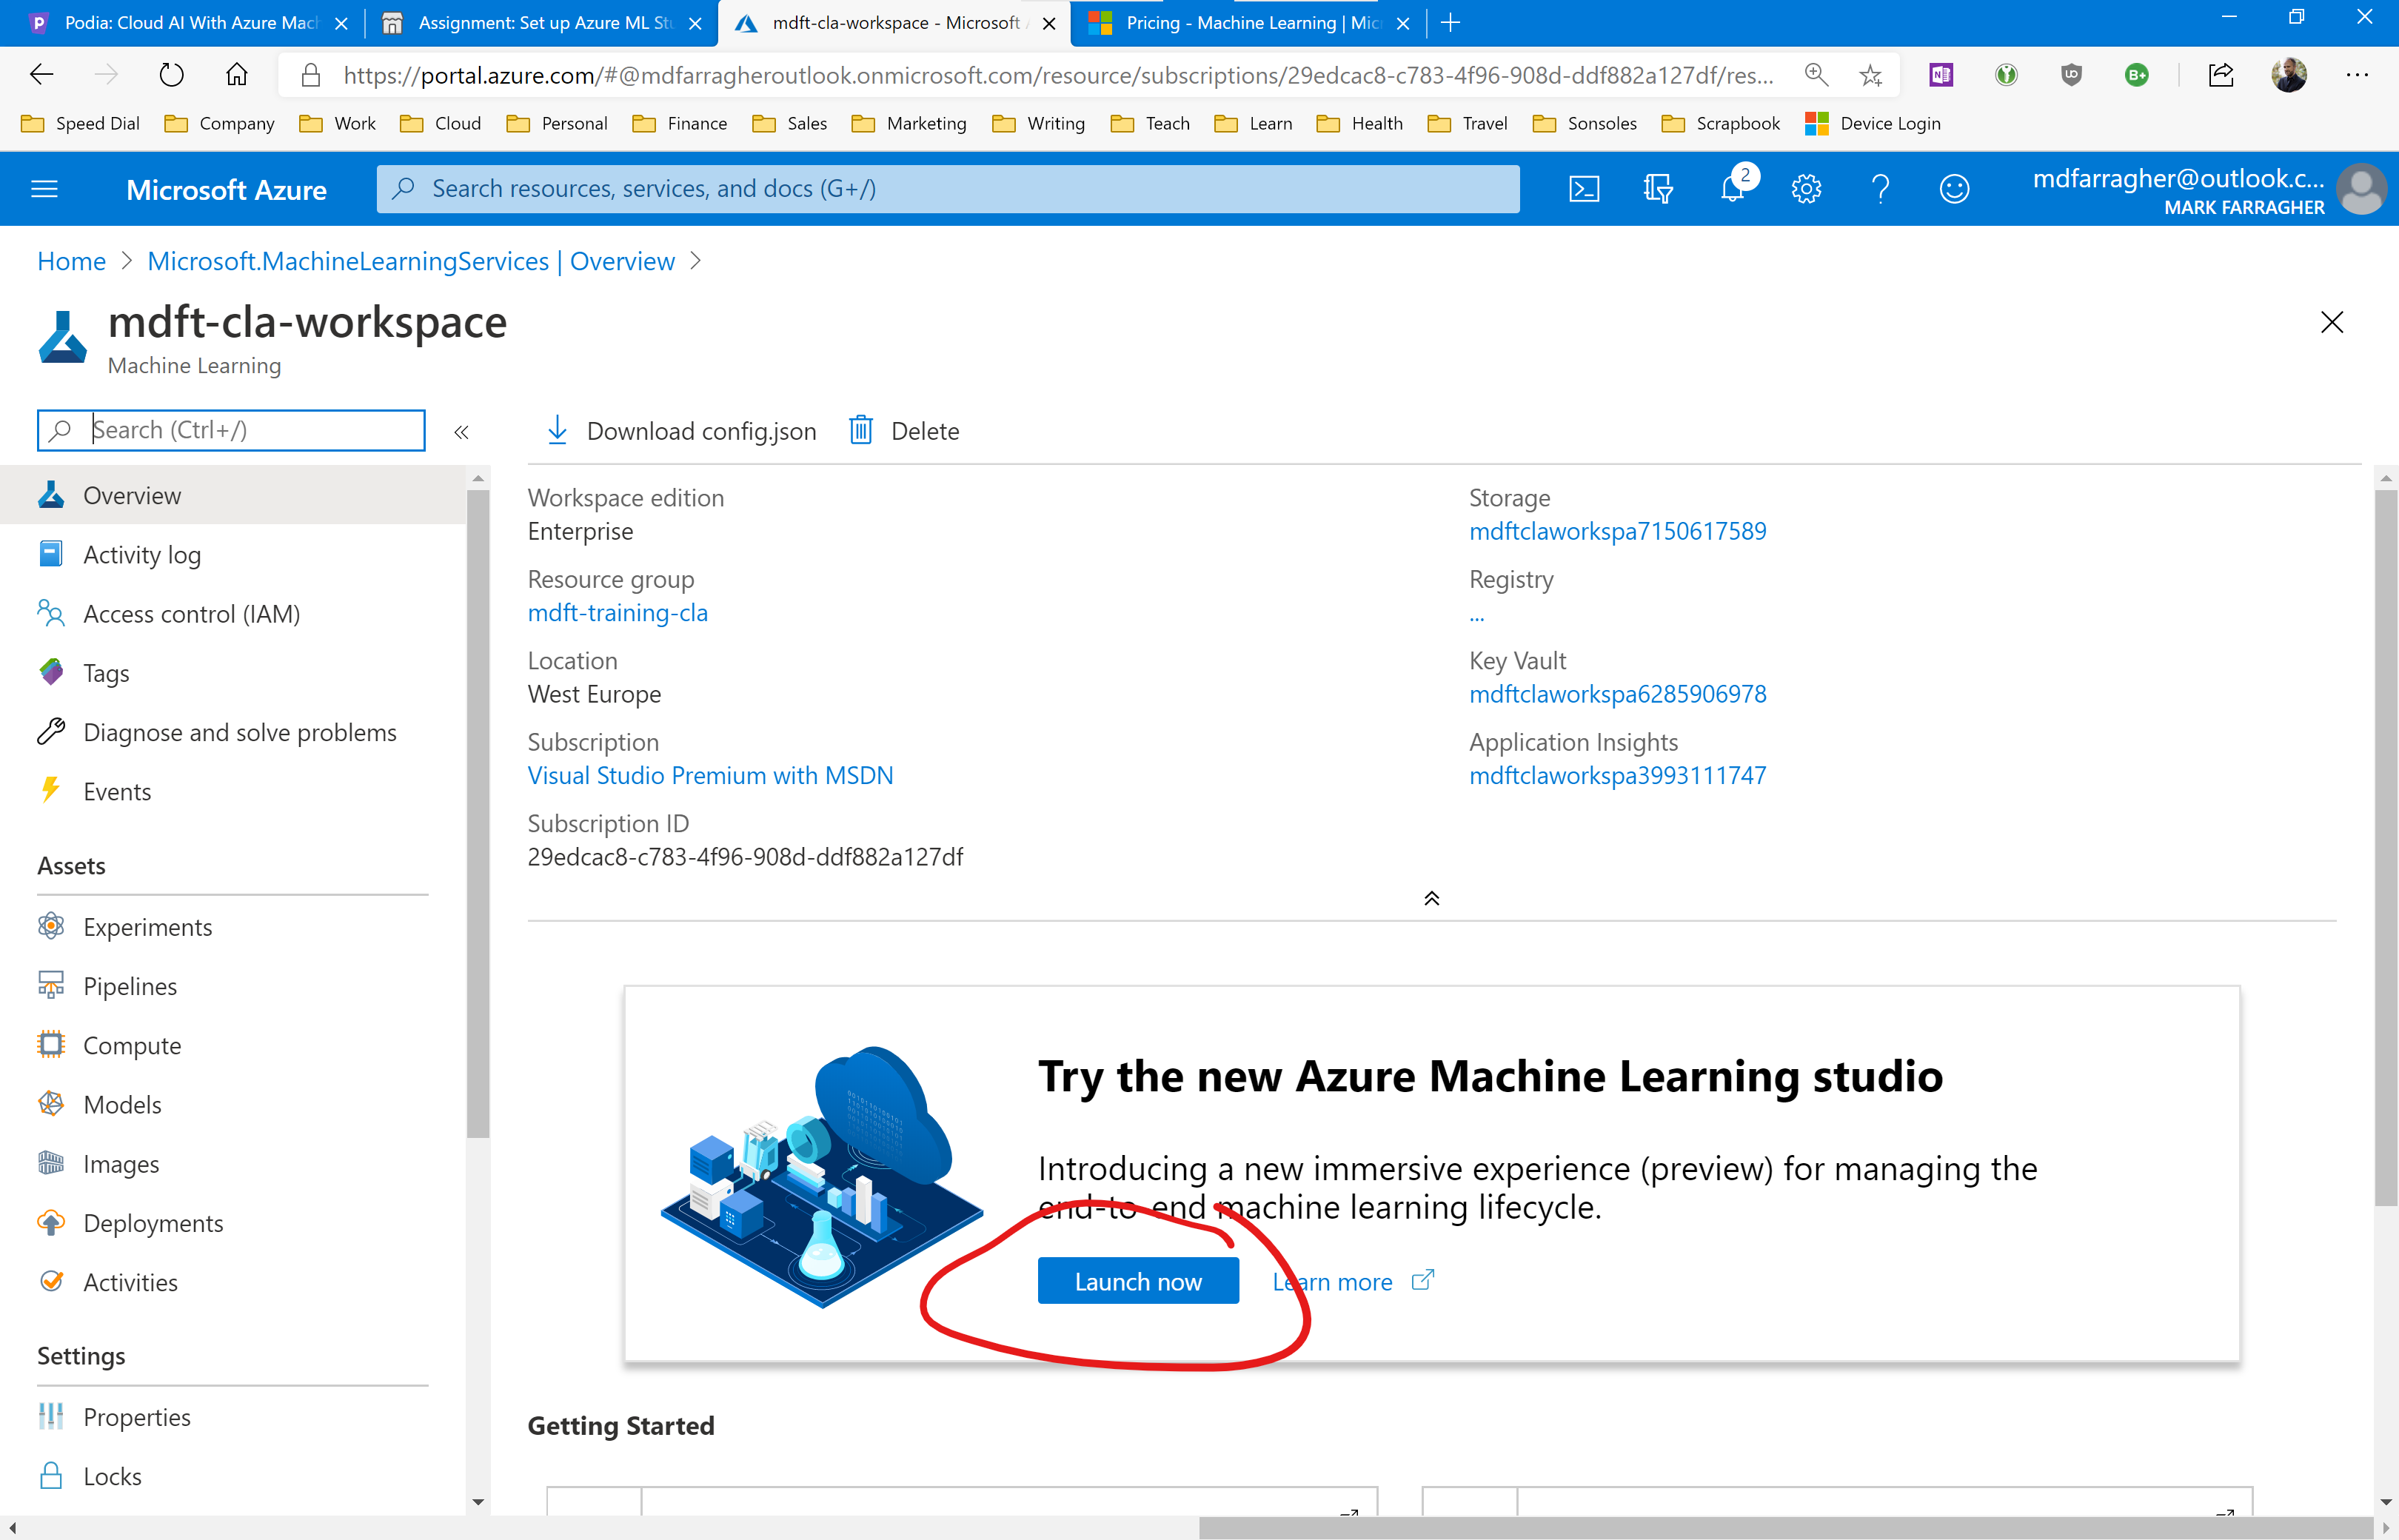 Podia: Cloud AI With Azure Mach
Assignment: Set up Azure ML Stu
mdft-cla-workspace - Microsoft A
Pricing - Machine Learning | Micr
https://portal.azure.com/#@mdfarragheroutlook.onmicrosoft.com/resource/subscriptions/29edcac8-c783-4f96-908d-ddf882a127df/res...
Speed Dial
Company
Work
Cloud
Personal
Finance
Sales
Marketing
Writing
Teach
Learn
Health
Travel
Sonsoles
Scrapbook
Device Login
Microsoft Azure
Search resources, services, and docs (G+/)
2
mdfarragher@outlook.c...
MARK FARRAGHER
Home > Microsoft.MachineLearningServices | Overview >
mdft-cla-workspace
Machine Learning
Search (Ctrl+/)
Download config.json
Delete
Overview
Activity log
Access control (IAM)
Tags
Diagnose and solve problems
Events
Assets
Experiments
Pipelines
Compute
Models
Images
Deployments
Activities
Settings
Properties
Locks
Workspace edition
Enterprise
Resource group
mdft-training-cla
Location
West Europe
Subscription
Visual Studio Premium with MSDN
Subscription ID
29edcac8-c783-4f96-908d-ddf882a127df
Storage
mdftclaworkspa7150617589
Registry
...
Key Vault
mdftclaworkspa6285906978
Application Insights
mdftclaworkspa3993111747
Try the new Azure Machine Learning studio
Introducing a new immersive experience (preview) for managing the
end-to-end machine learning lifecycle.
Launch now
Learn more
Getting Started